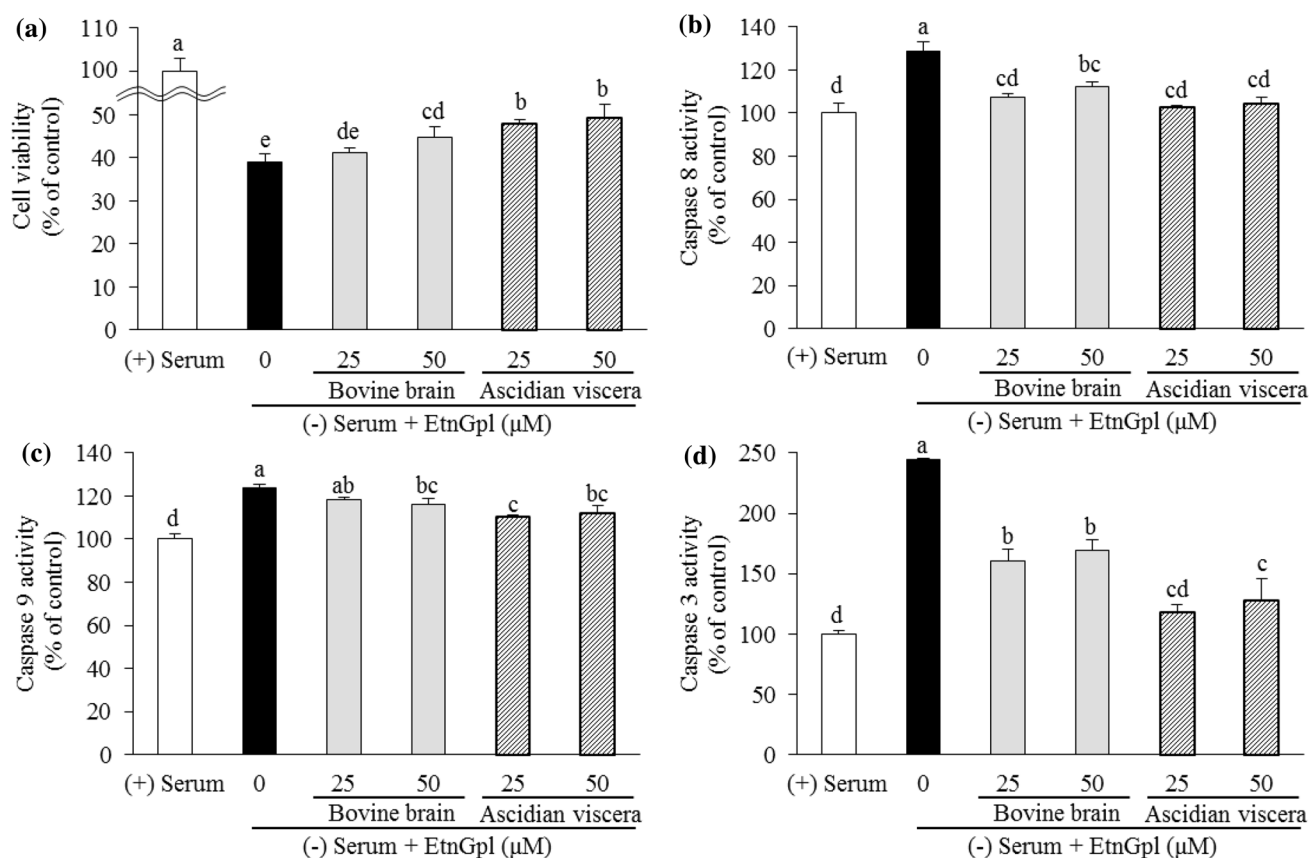 (a)
Cell viability
(% of control)
110
100
50
40
30
20
10
0
a
e
de
cd
b
b
(+) Serum
0
25
50
25
50
Bovine brain
Ascidian viscera
(-) Serum + EtnGpl (μM)
(b)
Caspase 8 activity
(% of control)
140
120
100
80
60
40
20
0
d
a
cd
bc
cd
cd
(+) Serum
0
25
50
25
50
Bovine brain
Ascidian viscera
(-) Serum + EtnGpl (μM)
(c)
Caspase 9 activity
(% of control)
140
120
100
80
60
40
20
0
d
a
ab
bc
c
bc
(+) Serum
0
25
50
25
50
Bovine brain
Ascidian viscera
(-) Serum + EtnGpl (μM)
(d)
Caspase 3 activity
(% of control)
250
200
150
100
50
0
d
a
b
b
cd
c
(+) Serum
0
25
50
25
50
Bovine brain
Ascidian viscera
(-) Serum + EtnGpl (μM)